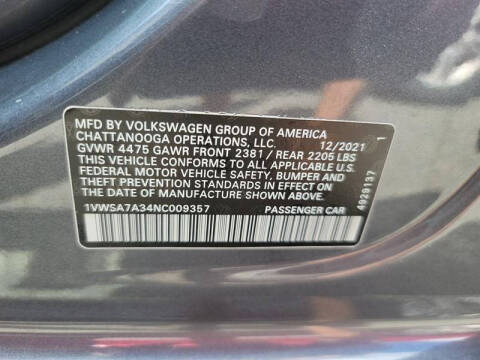 MFD BY VOLKSWAGEN GROUP OF AMERICA
CHATTANOOGA OPERATIONS, LLC. 12/2021 1
GVWR 4475 GAWR FRONT 2381 / REAR 2205 LBS
THIS VEHICLE CONFORMS TO ALL APPLICABLE U.S.
FEDERAL MOTOR VEHICLE SAFETY, BUMPER AND
THEFT PREVENTION STANDARDS IN EFFECT ON
THE DATE OF MANUFACTURE SHOWN ABOVE.
1VWSA7A34NC009357 PASSENGER CAR
4929137